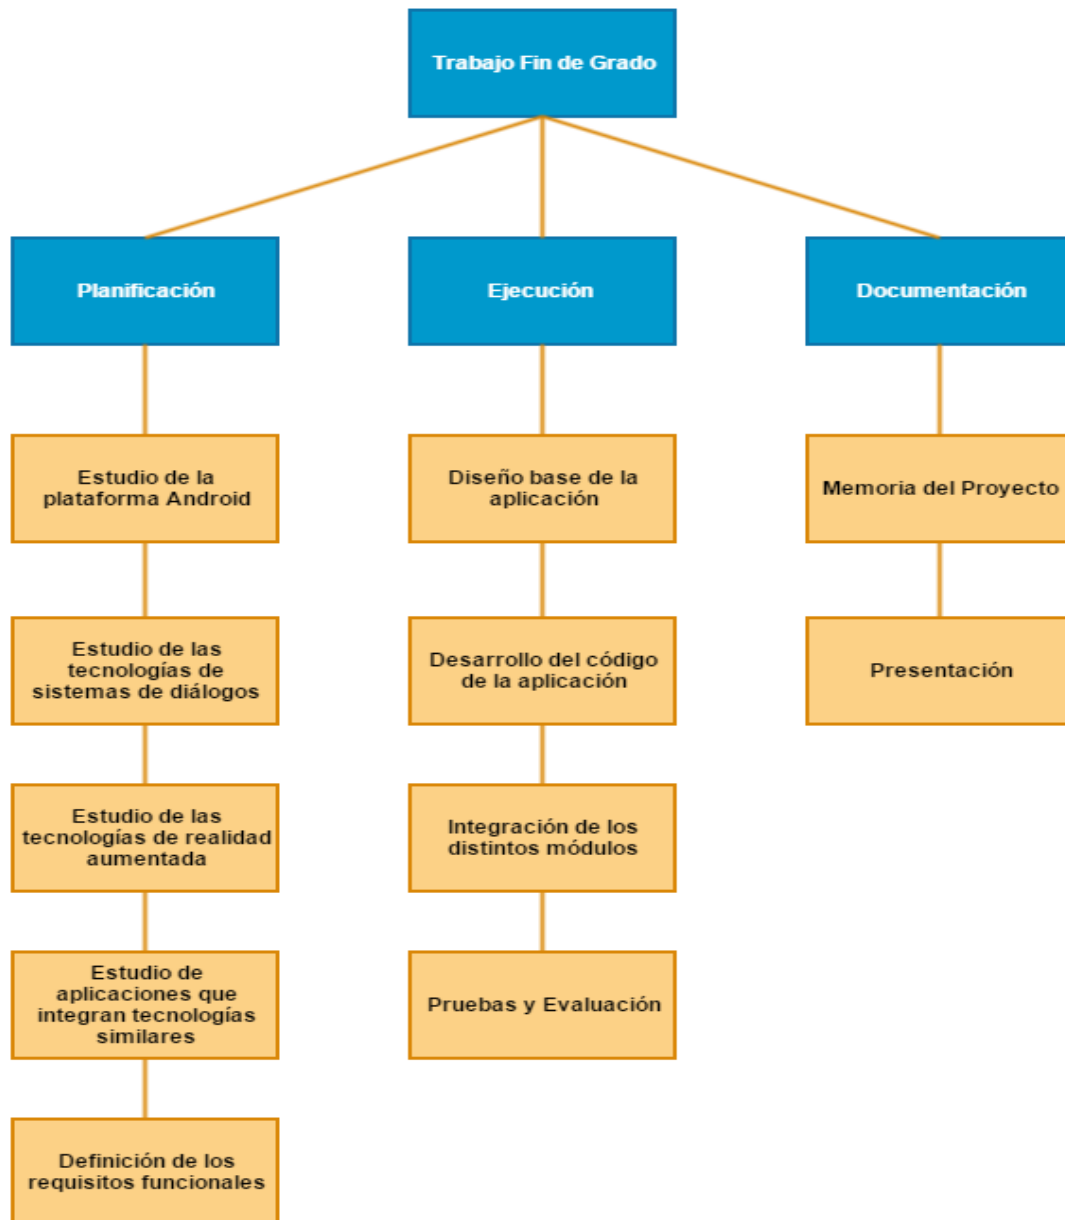 Trabajo Fin de Grado
Planificación
Ejecución
Documentación
Estudio de la
plataforma Android
Diseño base de la
aplicación
Memoria del Proyecto
Estudio de las
tecnologías de
sistemas de diálogos
Desarrollo del código
de la aplicación
Presentación
Estudio de las
tecnologías de realidad
aumentada
Integración de los
distintos módulos
Estudio de
aplicaciones que
integran tecnologías
similares
Pruebas y Evaluación
Definición de los
requisitos funcionales